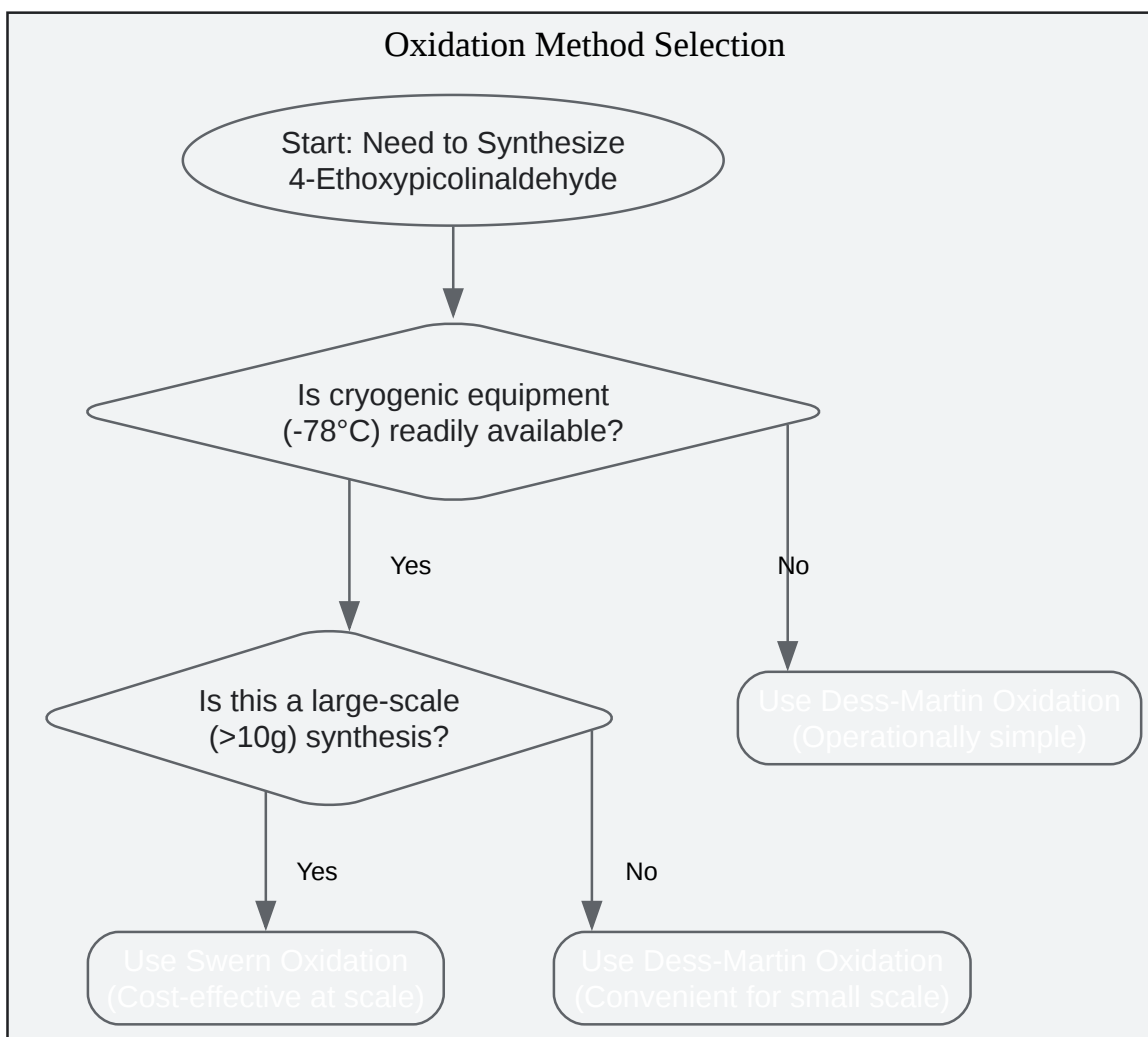 Oxidation Method Selection
Start: Need to Synthesize
4-Ethoxypicolinaldehyde
Is cryogenic equipment
(-78°C) readily available?
Yes
No
Is this a large-scale
(>10g) synthesis?
Use Dess-Martin Oxidation
(Operationally simple)
Yes
No
Use Swern Oxidation
(Cost-effective at scale)
Use Dess-Martin Oxidation
(Convenient for small scale)